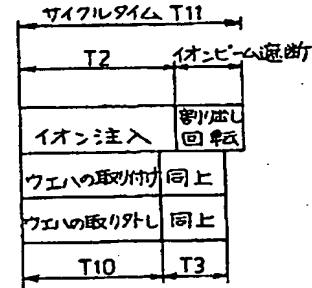 サイクルタイム T11
T2 イオンビーム遮断
イオン注入 割り出し回転
ウエハの取り付け 同上
ウエハの取り外し 同上
T10 T3